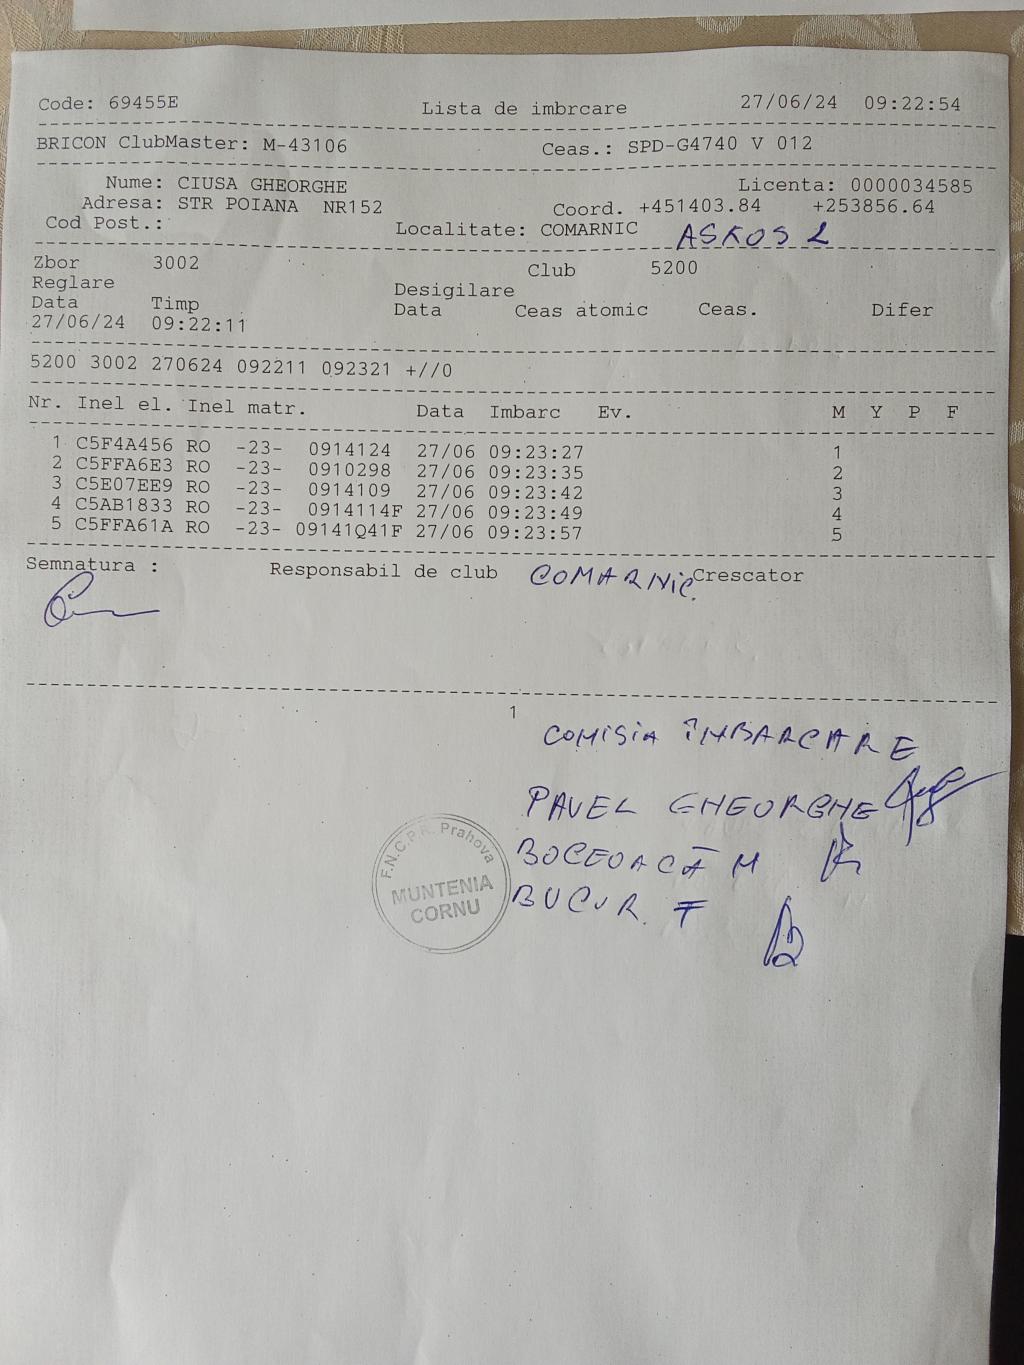 Code: 69455E Lista de imbrcare 27/06/24 09:22:54
BRICON ClubMaster: M-43106 Ceas.: SPD-G4740 V 012
Nume: CIUSA GHEORGHE Licenta: 0000034585
Adresa: STR POIANA NR152 Coord. +451403.84 +253856.64
Cod Post.: Localitate: COMARNIC ASKOS 2
Zbor 3002 Club 5200
Reglare Desigilare
Data Timp Data Ceas atomic Ceas. Difer
27/06/24 09:22:11
5200 3002 270624 092211 092321 +//0
Nr. Inel el. Inel matr. Data Imbarc Ev. M Y P F
1 C5F4A456 RO -23- 0914124 27/06 09:23:27 1
2 C5FFA6E3 RO -23- 0910298 27/06 09:23:35 2
3 C5E07EE9 RO -23- 0914109 27/06 09:23:42 3
4 C5AB1833 RO -23- 0914114F 27/06 09:23:49 4
5 C5FFA61A RO -23- 09141Q41F 27/06 09:23:57 5
Semnatura : Responsabil de club COMARNIC. Crescator
1
COMISIA ÎMBARCARE
PAVEL GHEORGHE
BOCEOACĂ M
BUCUR. T
F.N.C.P.R. Prahova
MUNTENIA
CORNU